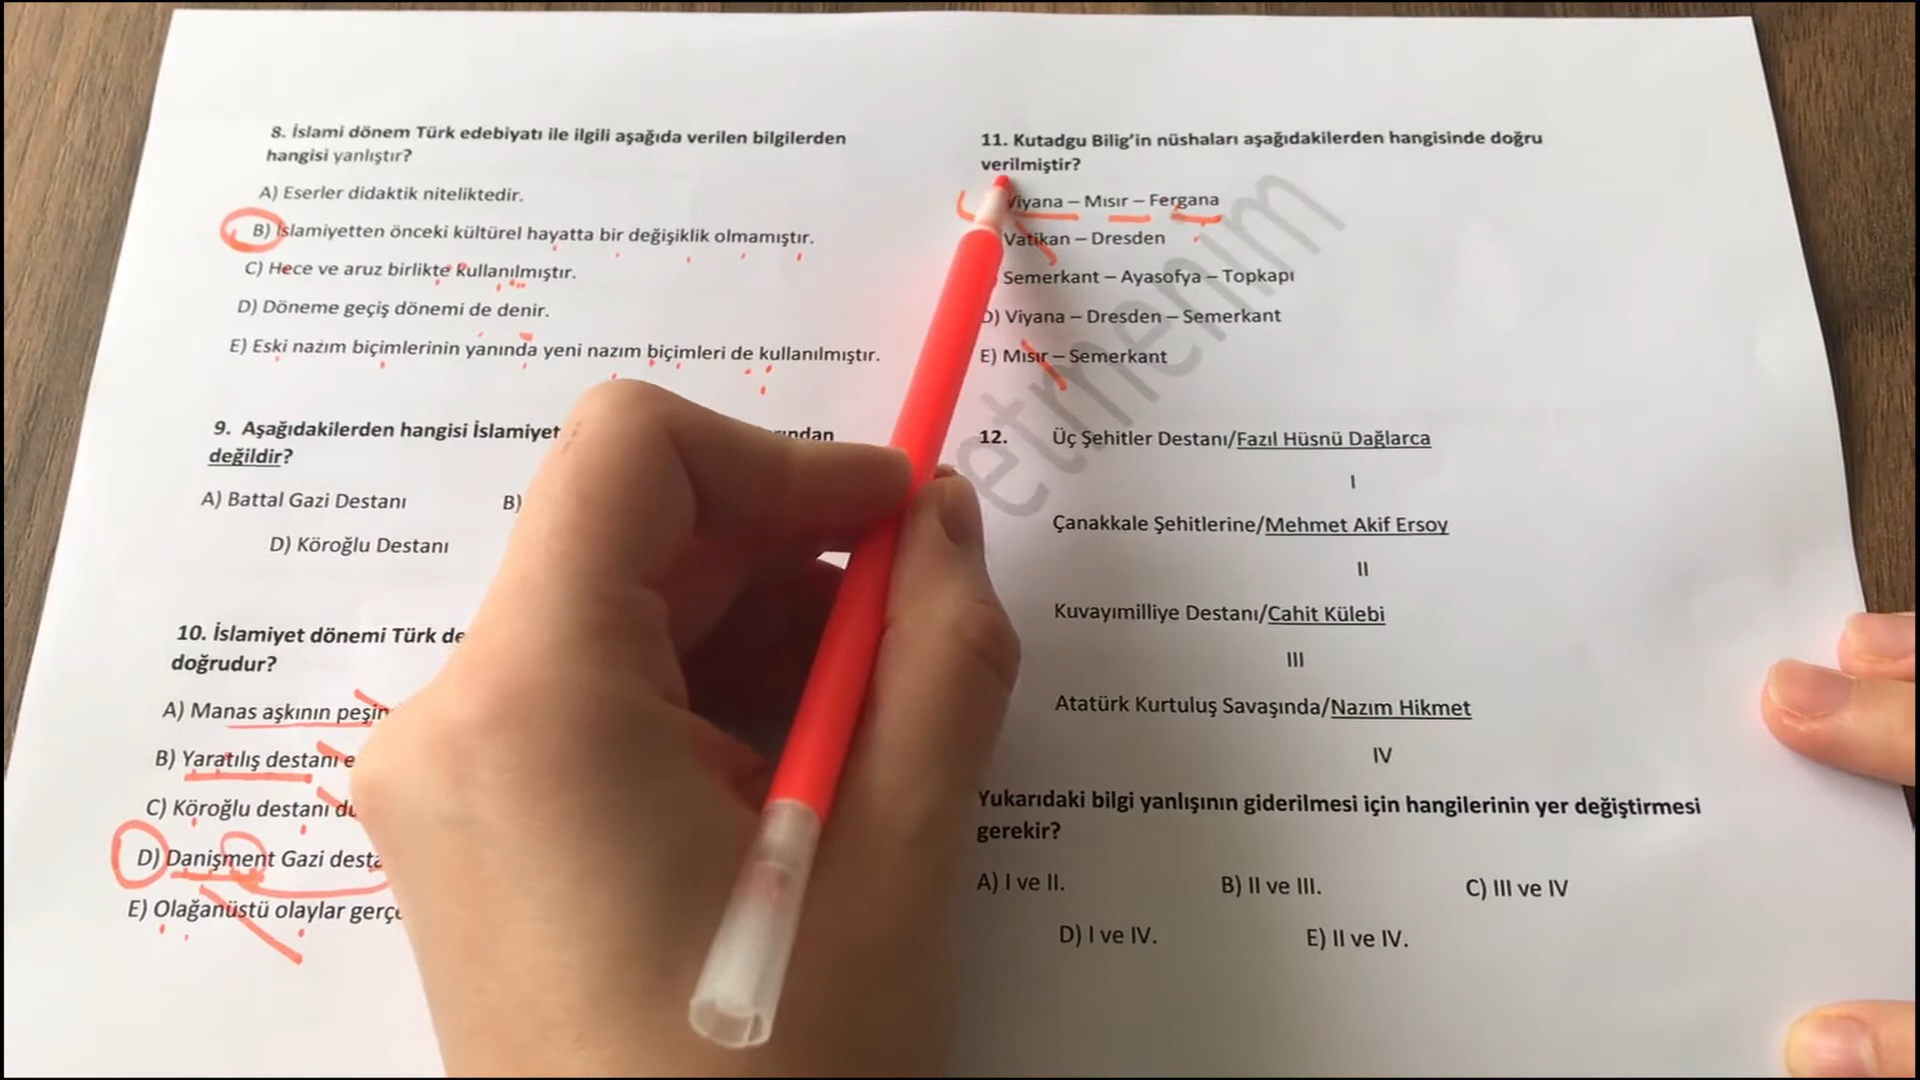 8. İslami dönem Türk edebiyatı ile ilgili aşağıda verilen bilgilerden
hangisi yanlıştır?
A) Eserler didaktik niteliktedir.
B) İslamiyetten önceki kültürel hayatta bir değişiklik olmamıştır.
C) Hece ve aruz birlikte kullanılmıştır.
D) Döneme geçiş dönemi de denir.
E) Eski nazım biçimlerinin yanında yeni nazım biçimleri de kullanılmıştır.
9. Aşağıdakilerden hangisi İslamiyet
değildir?
A) Battal Gazi Destanı B)
D) Köroğlu Destanı
10. İslamiyet dönemi Türk
doğrudur?
A) Manas aşkının
B) Yaratılış destanı
C) Köroğlu destanı
D) Danişment Gazi
E) Olağanüstü olaylar
11. Kutadgu Bilig’in nüshaları aşağıdakilerden hangisinde doğru
verilmiştir?
Viyana – Mısır – Fergana
Vatikan – Dresden
Semerkant – Ayasofya – Topkapı
D) Viyana – Dresden – Semerkant
E) Mısır – Semerkant
12. Üç Şehitler Destanı/Fazıl Hüsnü Dağlarca
I
Çanakkale Şehitlerine/Mehmet Akif Ersoy
II
Kuvayımilliye Destanı/Cahit Külebi
III
Atatürk Kurtuluş Savaşında/Nazım Hikmet
IV
Yukarıdaki bilgi yanlışının giderilmesi için hangilerinin yer değiştirmesi
gerekir?
A) I ve II. B) II ve III. C) III ve IV
D) I ve IV. E) II ve IV.